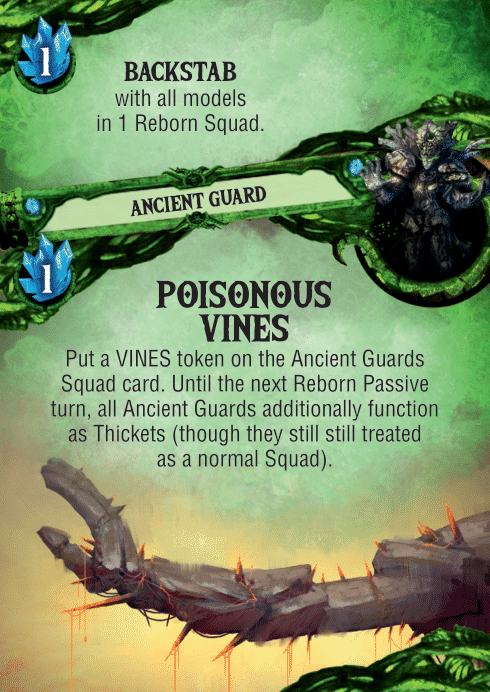 1
BACKSTAB
with all models
in 1 Reborn Squad.
ANCIENT GUARD
1
POISONOUS
VINES
Put a VINES token on the Ancient Guards
Squad card. Until the next Reborn Passive
turn, all Ancient Guards additionally function
as Thickets (though they still still treated
as a normal Squad).